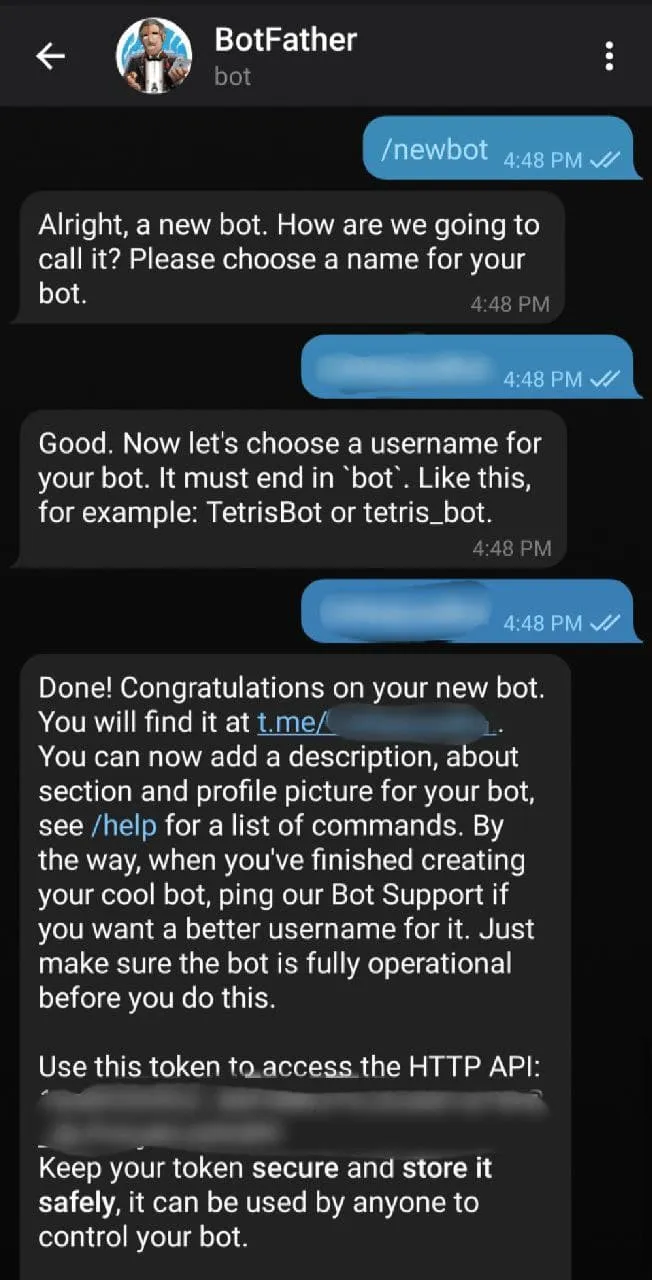 BotFather
bot
/newbot 4:48 PM
Alright, a new bot. How are we going to
call it? Please choose a name for your
bot.
4:48 PM
4:48 PM
Good. Now let's choose a username for
your bot. It must end in `bot`. Like this,
for example: TetrisBot or tetris_bot.
4:48 PM
4:48 PM
Done! Congratulations on your new bot.
You will find it at t.me/ .
You can now add a description, about
section and profile picture for your bot,
see /help for a list of commands. By
the way, when you've finished creating
your cool bot, ping our Bot Support if
you want a better username for it. Just
make sure the bot is fully operational
before you do this.
Use this token to access the HTTP API:
Keep your token secure and store it
safely, it can be used by anyone to
control your bot.